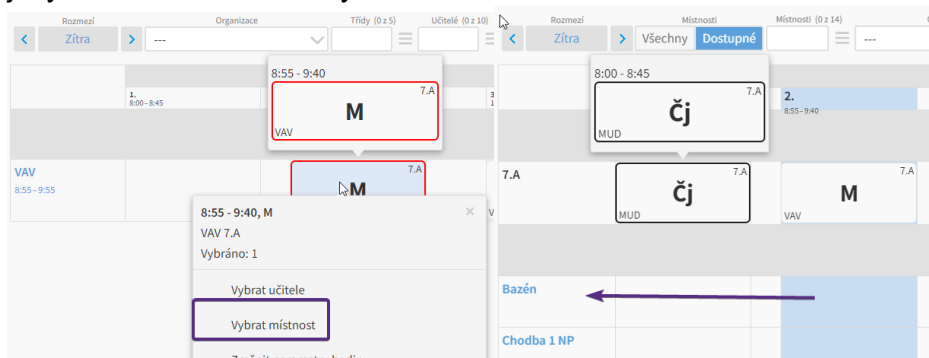 Rozmezí
Organizace
Třídy (0 z 5)
Učitelé (0 z 10)
Zítra
---
8:55 - 9:40
7.A
M
VAV
1.
8:00 - 8:45
VAV
8:55 - 9:55
7.A
M
8:55 - 9:40, M
VAV 7.A
Vybráno: 1
Vybrat učitele
Vybrat místnost
Rozmezí
Místnosti
Místnosti (0 z 14)
Zítra
Všechny
Dostupné
---
8:00 - 8:45
7.A
Čj
MUD
2.
8:55 - 9:40
7.A
7.A
Čj
MUD
7.A
M
VAV
Bazén
Chodba 1 NP